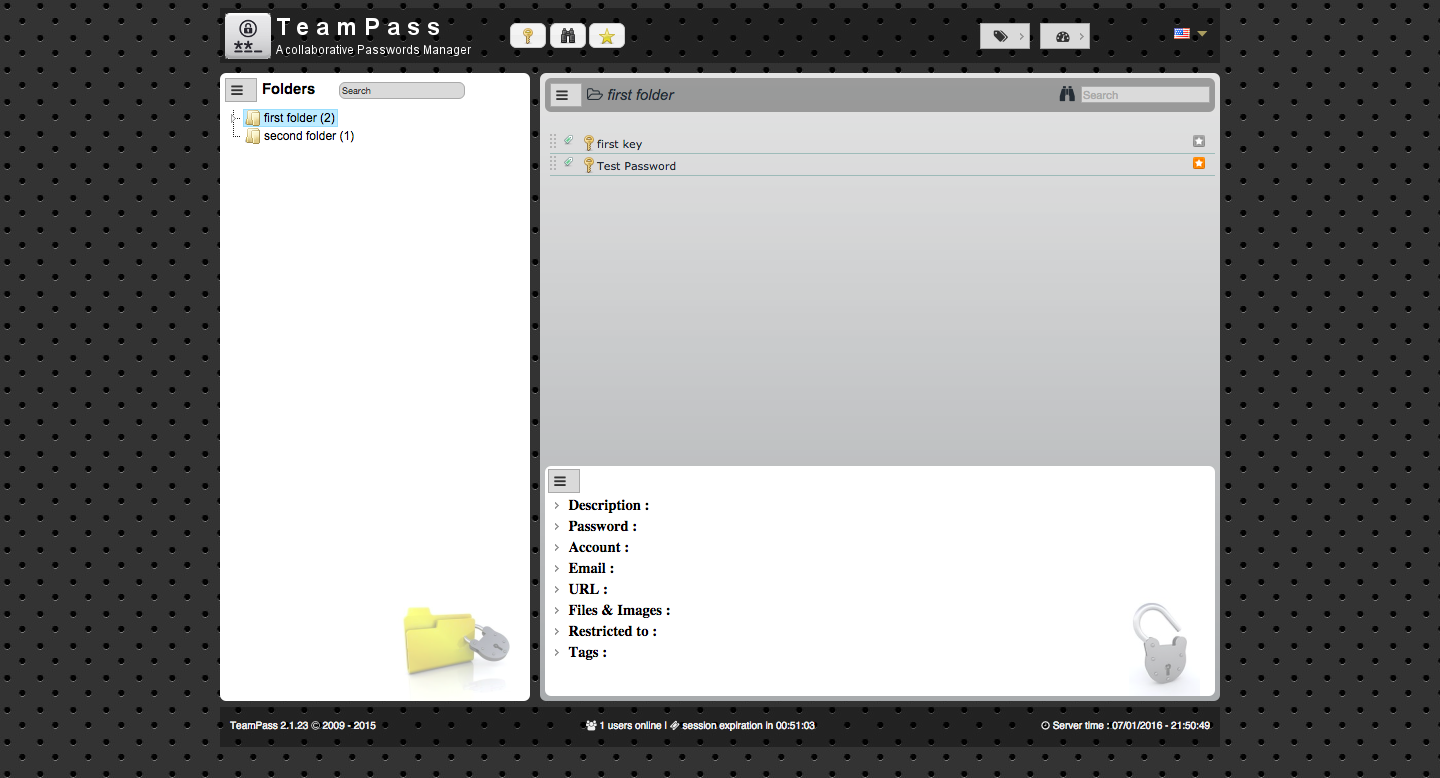 TeamPass
A collaborative Passwords Manager
Folders
Search
first folder (2)
second folder (1)
first folder
Search
first key
Test Password
Description :
Password :
Account :
Email :
URL :
Files & Images :
Restricted to :
Tags :
TeamPass 2.1.23 © 2009 - 2015
1 users online | session expiration in 00:51:03
Server time : 07/01/2016 - 21:50:49